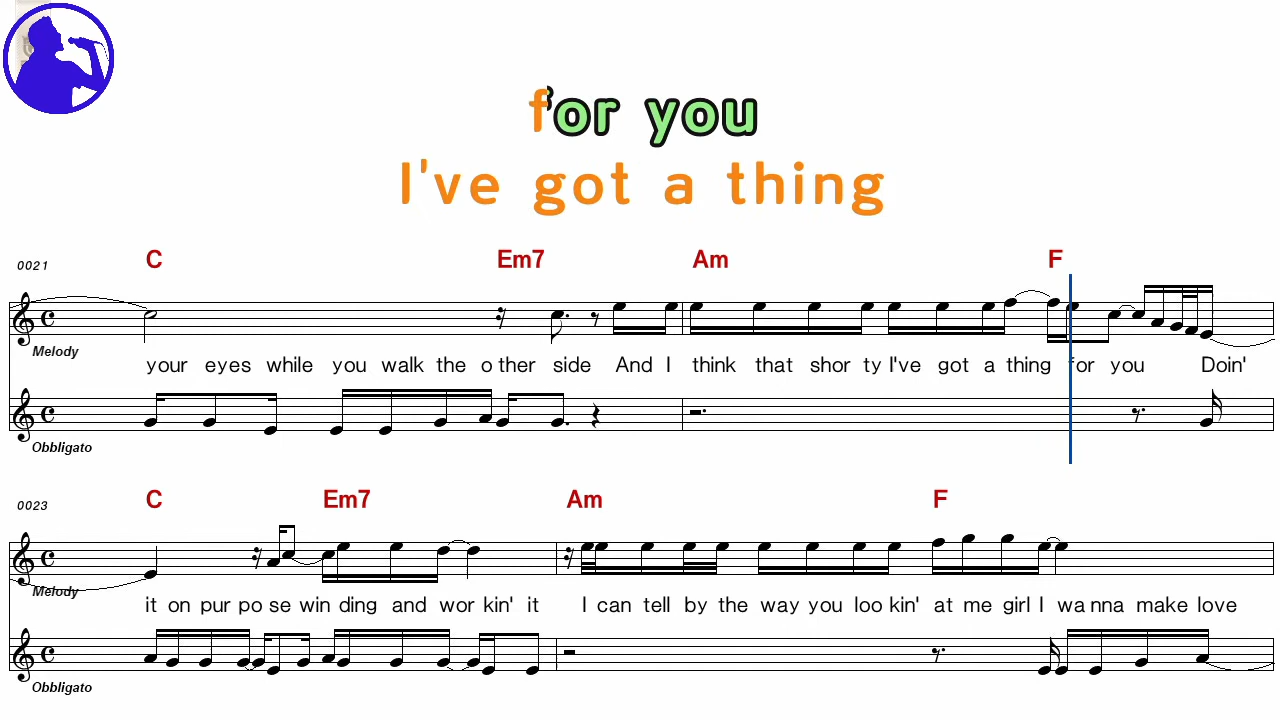 for you
I've got a thing
0021 C Em7 Am F
Melody
your eyes while you walk the o ther side And I think that shor ty I've got a thing for you Doin'
Obbligato
0023 C Em7 Am F
Melody
it on pur po se win ding and wor kin' it I can tell by the way you loo kin' at me girl I wa nna make love
Obbligato